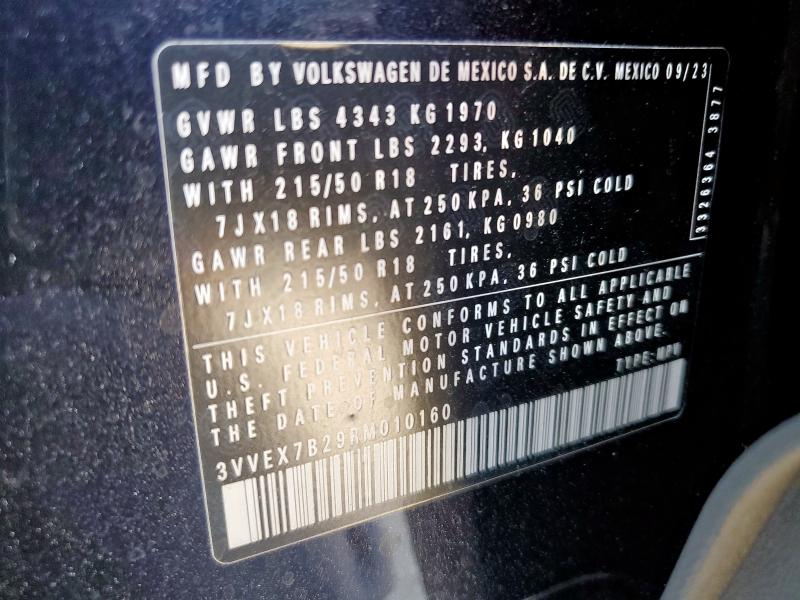 MFD BY VOLKSWAGEN DE MEXICO S.A. DE C.V. MEXICO 09/23
GVWR LBS 4343 KG 1970
GAWR FRONT LBS 2293, KG 1040
WITH 215/50 R18 TIRES,
7JX18 RIMS, AT 250 KPA, 36 PSI COLD
GAWR REAR LBS 2161, KG 0980
WITH 215/50 R18 TIRES,
7JX18 RIMS, AT 250 KPA, 36 PSI COLD
3326364 3877
THIS VEHICLE CONFORMS TO ALL APPLICABLE
U.S. FEDERAL MOTOR VEHICLE SAFETY AND
THEFT PREVENTION STANDARDS IN EFFECT ON
THE DATE OF MANUFACTURE SHOWN ABOVE.
TYPE:MPV
3VVEX7B29RM010160